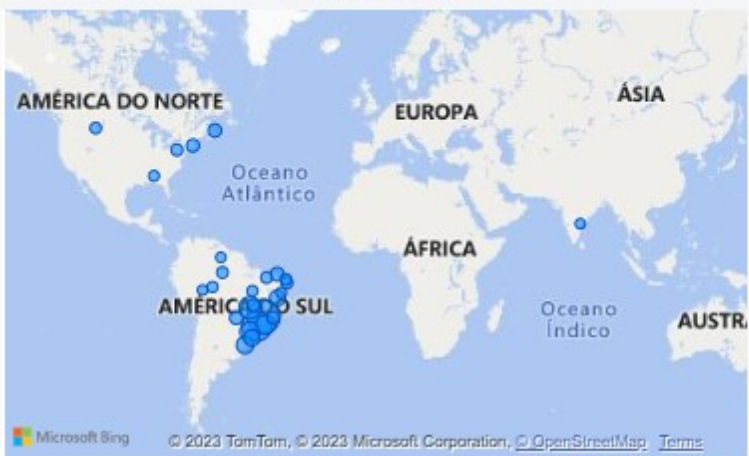 AMÉRICA DO NORTE
EUROPA
ÁSIA
Oceano
Atlântico
ÁFRICA
AMÉRICA DO SUL
Oceano
Índico
AUSTR
Microsoft Bing
© 2023 TomTom, © 2023 Microsoft Corporation, © OpenStreetMap Terms